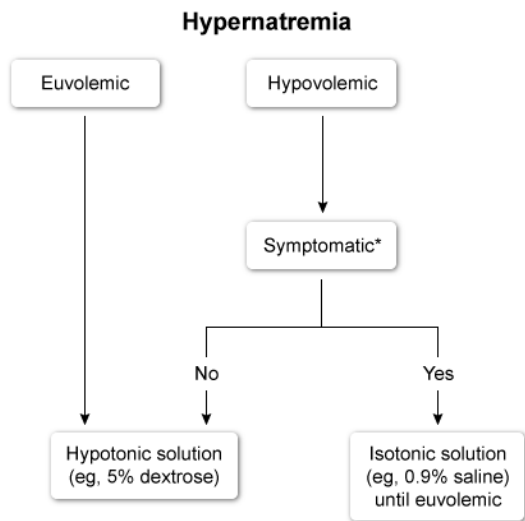 Hypernatremia
Euvolemic
Hypovolemic
Symptomatic*
No
Yes
Hypotonic solution
(eg, 5% dextrose)
Isotonic solution
(eg, 0.9% saline)
until euvolemic